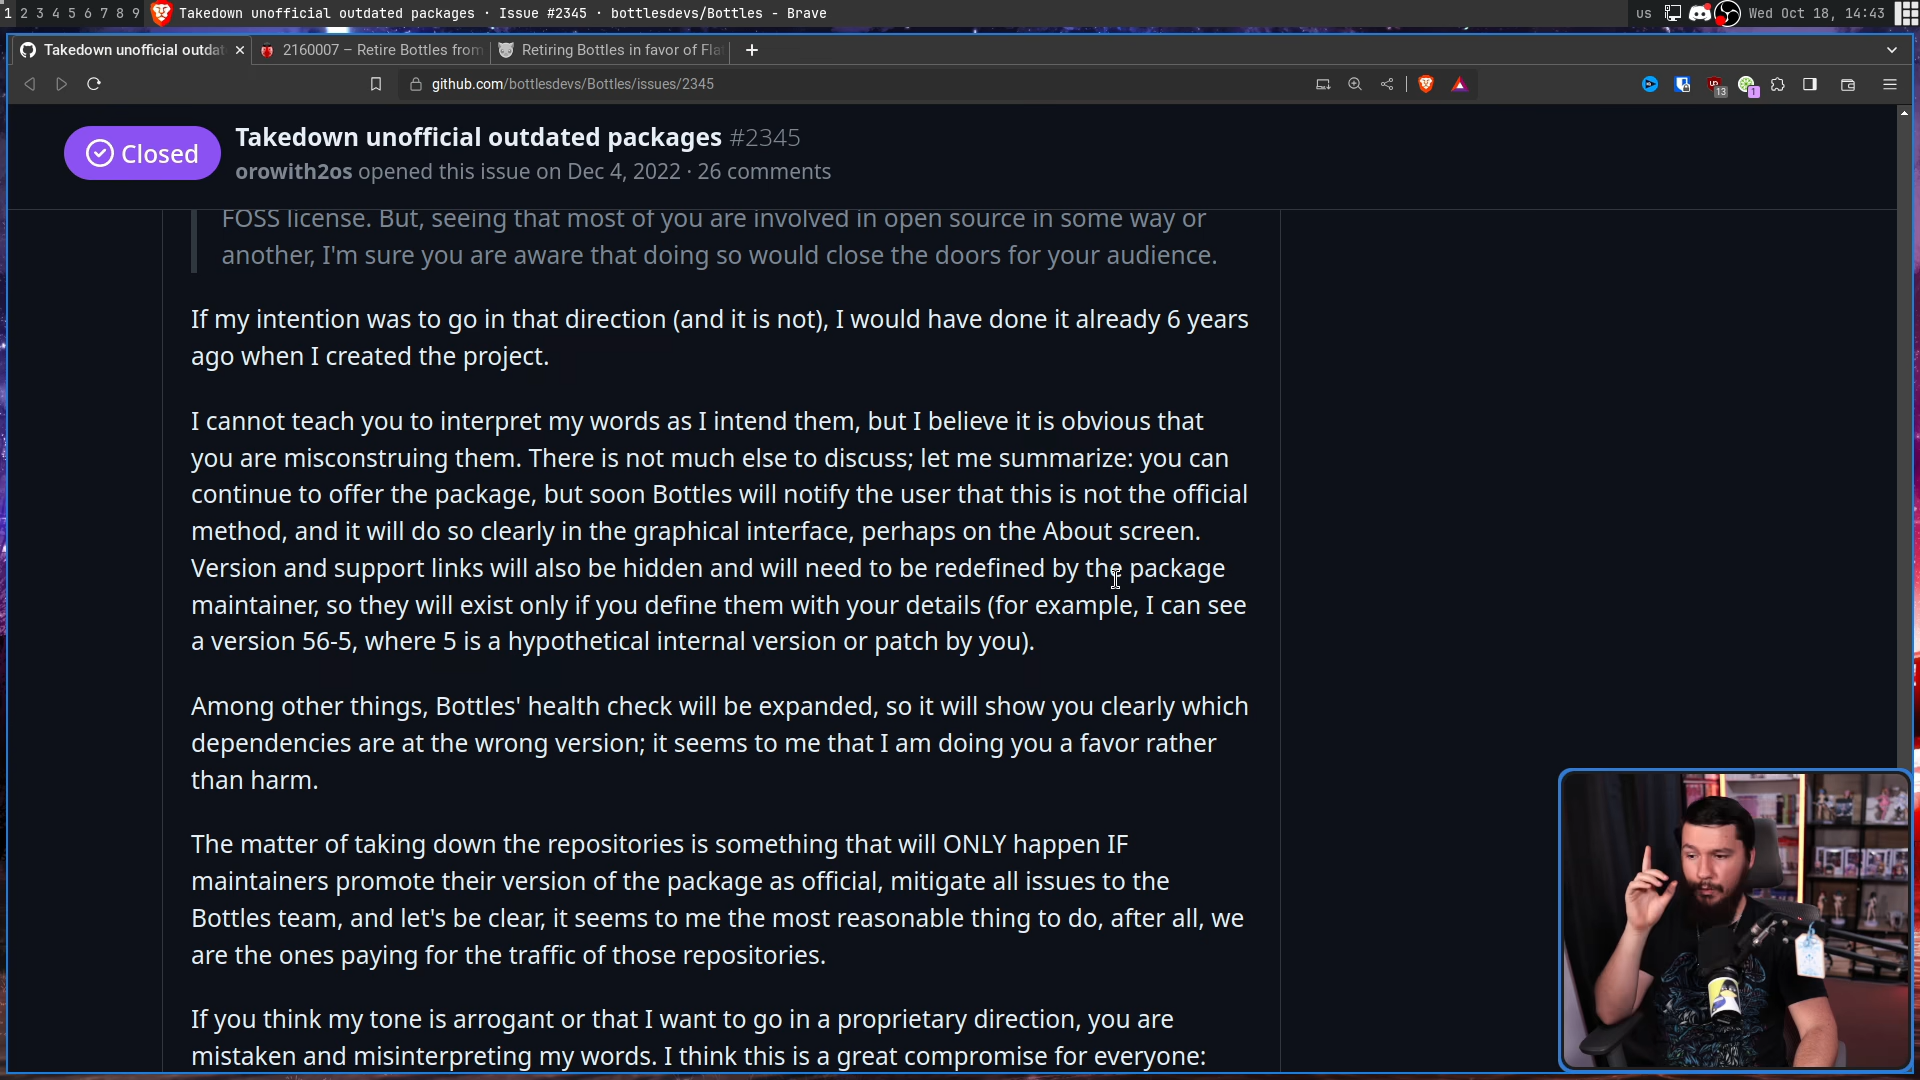 1 2 3 4 5 6 7 8 9 Takedown unofficial outdated packages · Issue #2345 · bottlesdevs/Bottles - Brave us Wed Oct 18, 14:43
Takedown unofficial outdat 2160007 – Retire Bottles from Retiring Bottles in favor of Fla
github.com/bottlesdevs/Bottles/issues/2345 13 1
Closed
Takedown unofficial outdated packages #2345
orowith2os opened this issue on Dec 4, 2022 · 26 comments
FOSS license. But, seeing that most of you are involved in open source in some way or
another, I'm sure you are aware that doing so would close the doors for your audience.
If my intention was to go in that direction (and it is not), I would have done it already 6 years
ago when I created the project.
I cannot teach you to interpret my words as I intend them, but I believe it is obvious that
you are misconstruing them. There is not much else to discuss; let me summarize: you can
continue to offer the package, but soon Bottles will notify the user that this is not the official
method, and it will do so clearly in the graphical interface, perhaps on the About screen.
Version and support links will also be hidden and will need to be redefined by the package
maintainer, so they will exist only if you define them with your details (for example, I can see
a version 56-5, where 5 is a hypothetical internal version or patch by you).
Among other things, Bottles' health check will be expanded, so it will show you clearly which
dependencies are at the wrong version; it seems to me that I am doing you a favor rather
than harm.
The matter of taking down the repositories is something that will ONLY happen IF
maintainers promote their version of the package as official, mitigate all issues to the
Bottles team, and let's be clear, it seems to me the most reasonable thing to do, after all, we
are the ones paying for the traffic of those repositories.
If you think my tone is arrogant or that I want to go in a proprietary direction, you are
mistaken and misinterpreting my words. I think this is a great compromise for everyone: